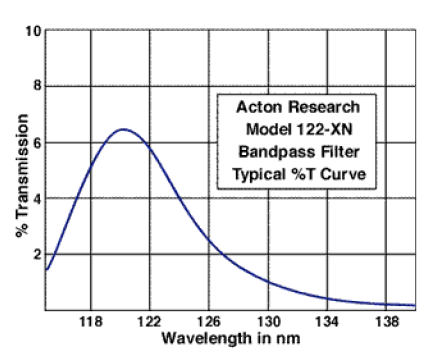 10
8
6
4
2
% Transmission
Acton Research
Model 122-XN
Bandpass Filter
Typical %T Curve
118 122 126 130 134 138
Wavelength in nm